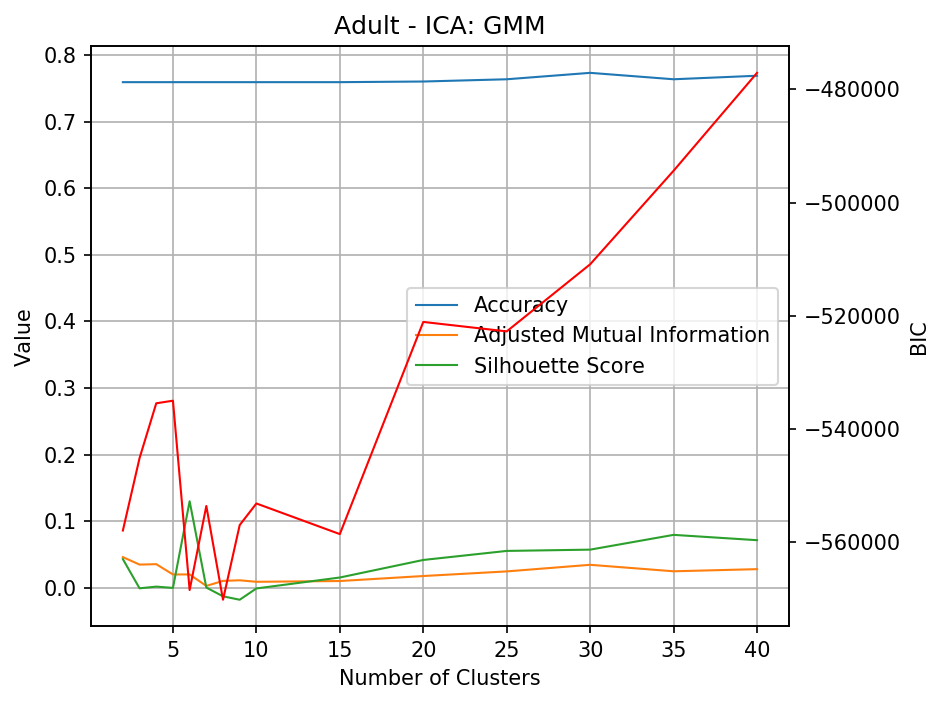 Adult - ICA: GMM
0.8
0.7
0.6
0.5
0.4
0.3
0.2
0.1
0.0
Value
5 10 15 20 25 30 35 40
Number of Clusters
Accuracy
Adjusted Mutual Information
Silhouette Score
−480000
−500000
−520000
−540000
−560000
BIC